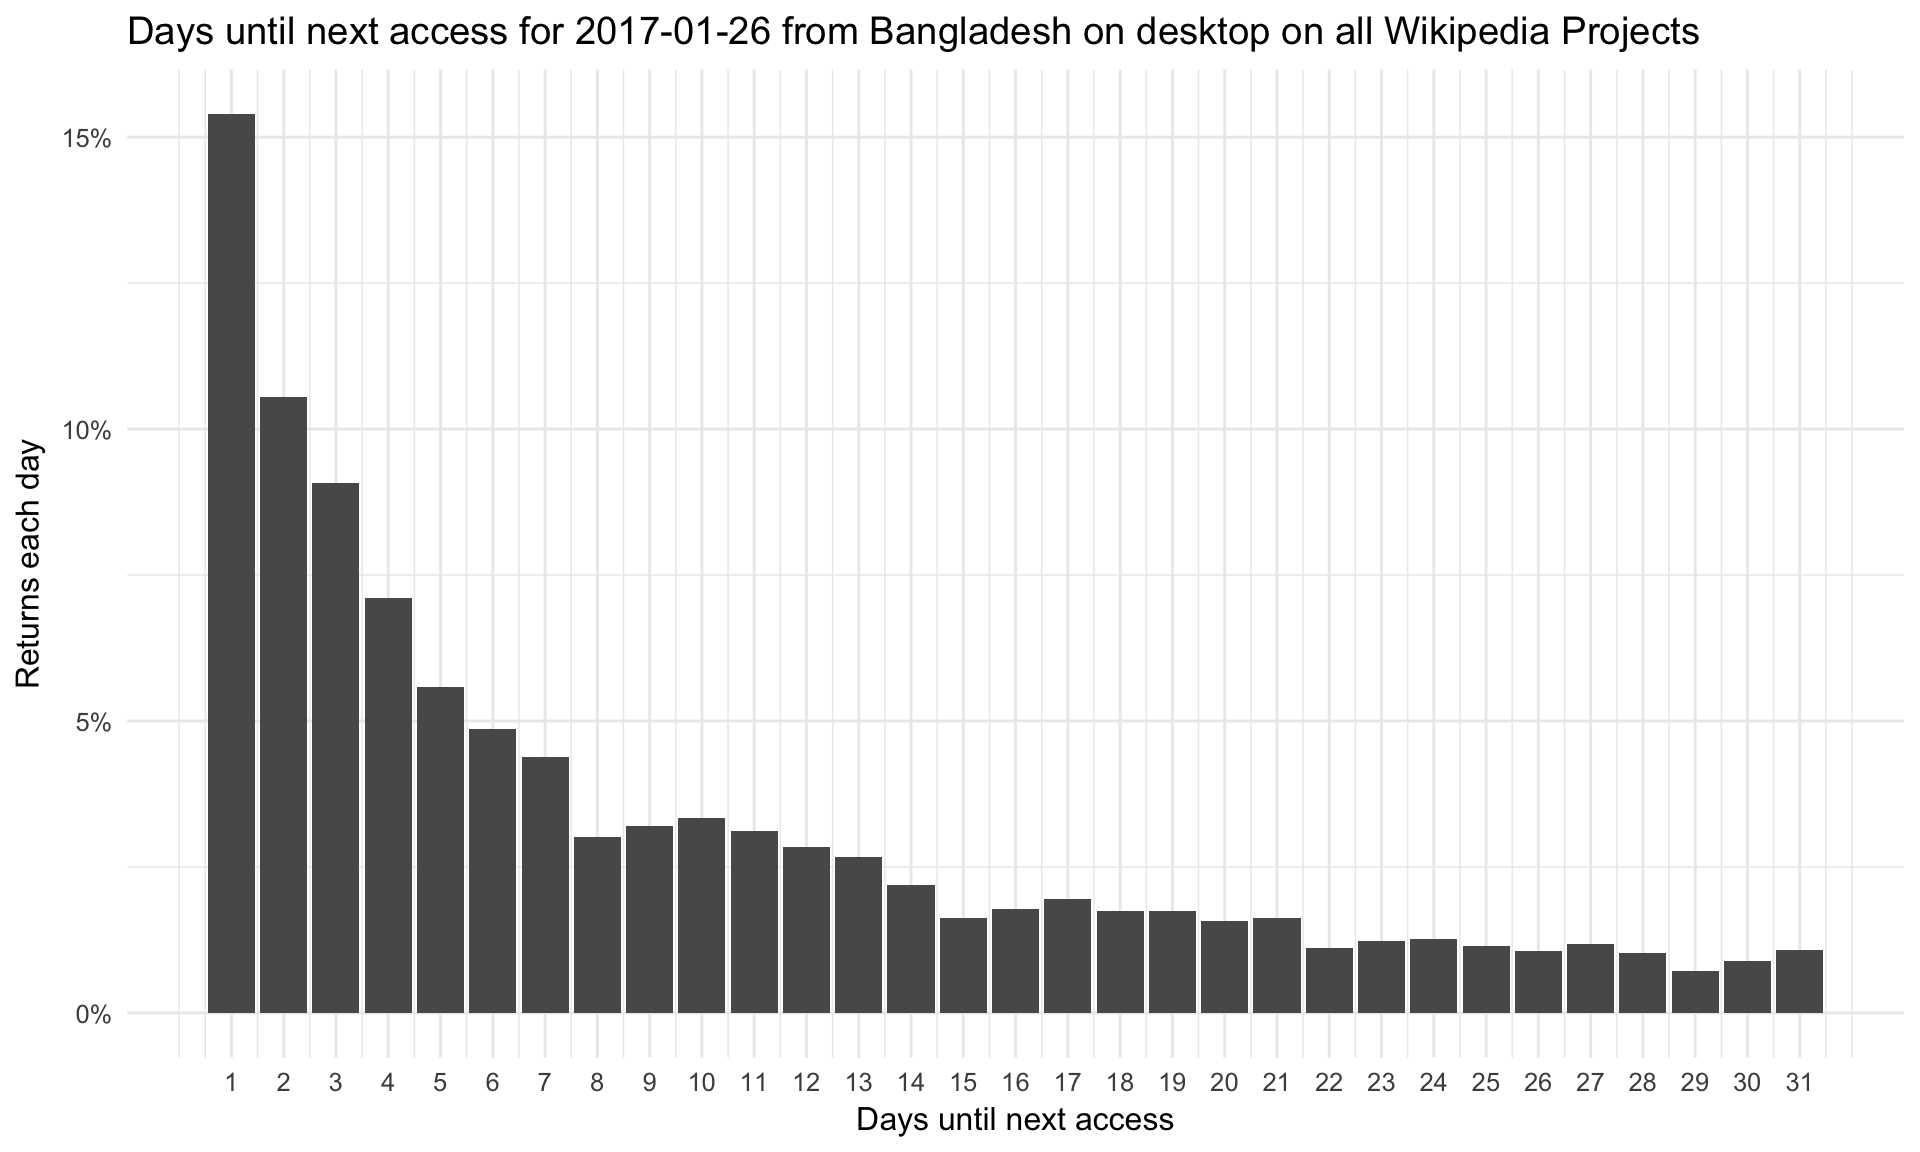 Days until next access for 2017-01-26 from Bangladesh on desktop on all Wikipedia Projects
Returns each day
15%
10%
5%
0%
1 2 3 4 5 6 7 8 9 10 11 12 13 14 15 16 17 18 19 20 21 22 23 24 25 26 27 28 29 30 31
Days until next access